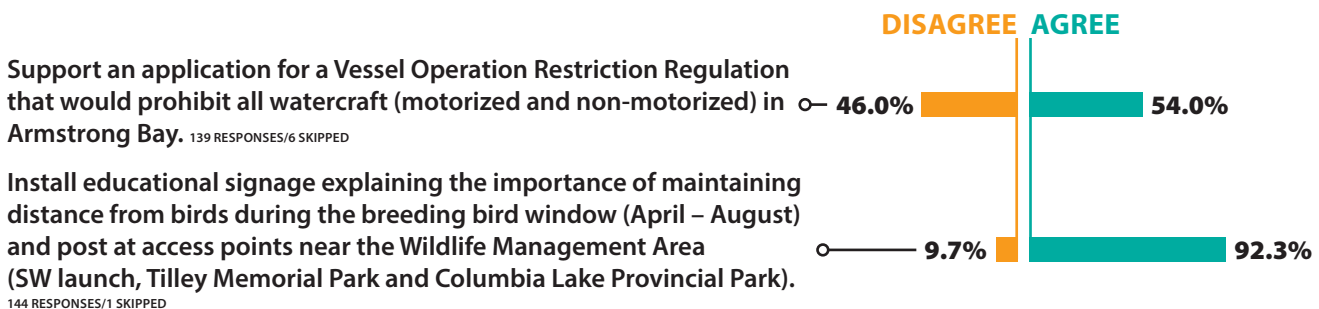 DISAGREE AGREE
Support an application for a Vessel Operation Restriction Regulation
that would prohibit all watercraft (motorized and non-motorized) in
Armstrong Bay. 139 RESPONSES/6 SKIPPED
46.0% 54.0%
Install educational signage explaining the importance of maintaining
distance from birds during the breeding bird window (April – August)
and post at access points near the Wildlife Management Area
(SW launch, Tilley Memorial Park and Columbia Lake Provincial Park).
144 RESPONSES/1 SKIPPED
9.7% 92.3%